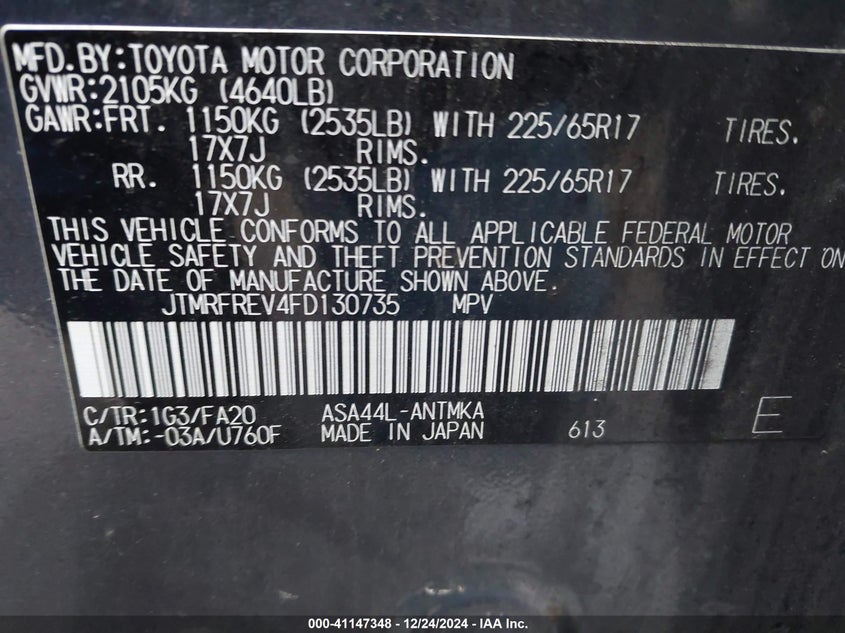 MFD.BY:TOYOTA MOTOR CORPORATION
GVWR:2105KG (4640LB)
GAWR:FRT. 1150KG (2535LB) WITH 225/65R17 TIRES.
17X7J RIMS.
RR. 1150KG (2535LB) WITH 225/65R17 TIRES.
17X7J RIMS.
THIS VEHICLE CONFORMS TO ALL APPLICABLE FEDERAL MOTOR
VEHICLE SAFETY AND THEFT PREVENTION STANDARDS IN EFFECT ON
THE DATE OF MANUFACTURE SHOWN ABOVE.
JTMRFREV4FD130735 MPV
C/TR:1G3/FA20 ASA44L-ANTMKA
A/TM:-03A/U760F MADE IN JAPAN 613 E
000-41147348 - 12/24/2024 - IAA Inc.